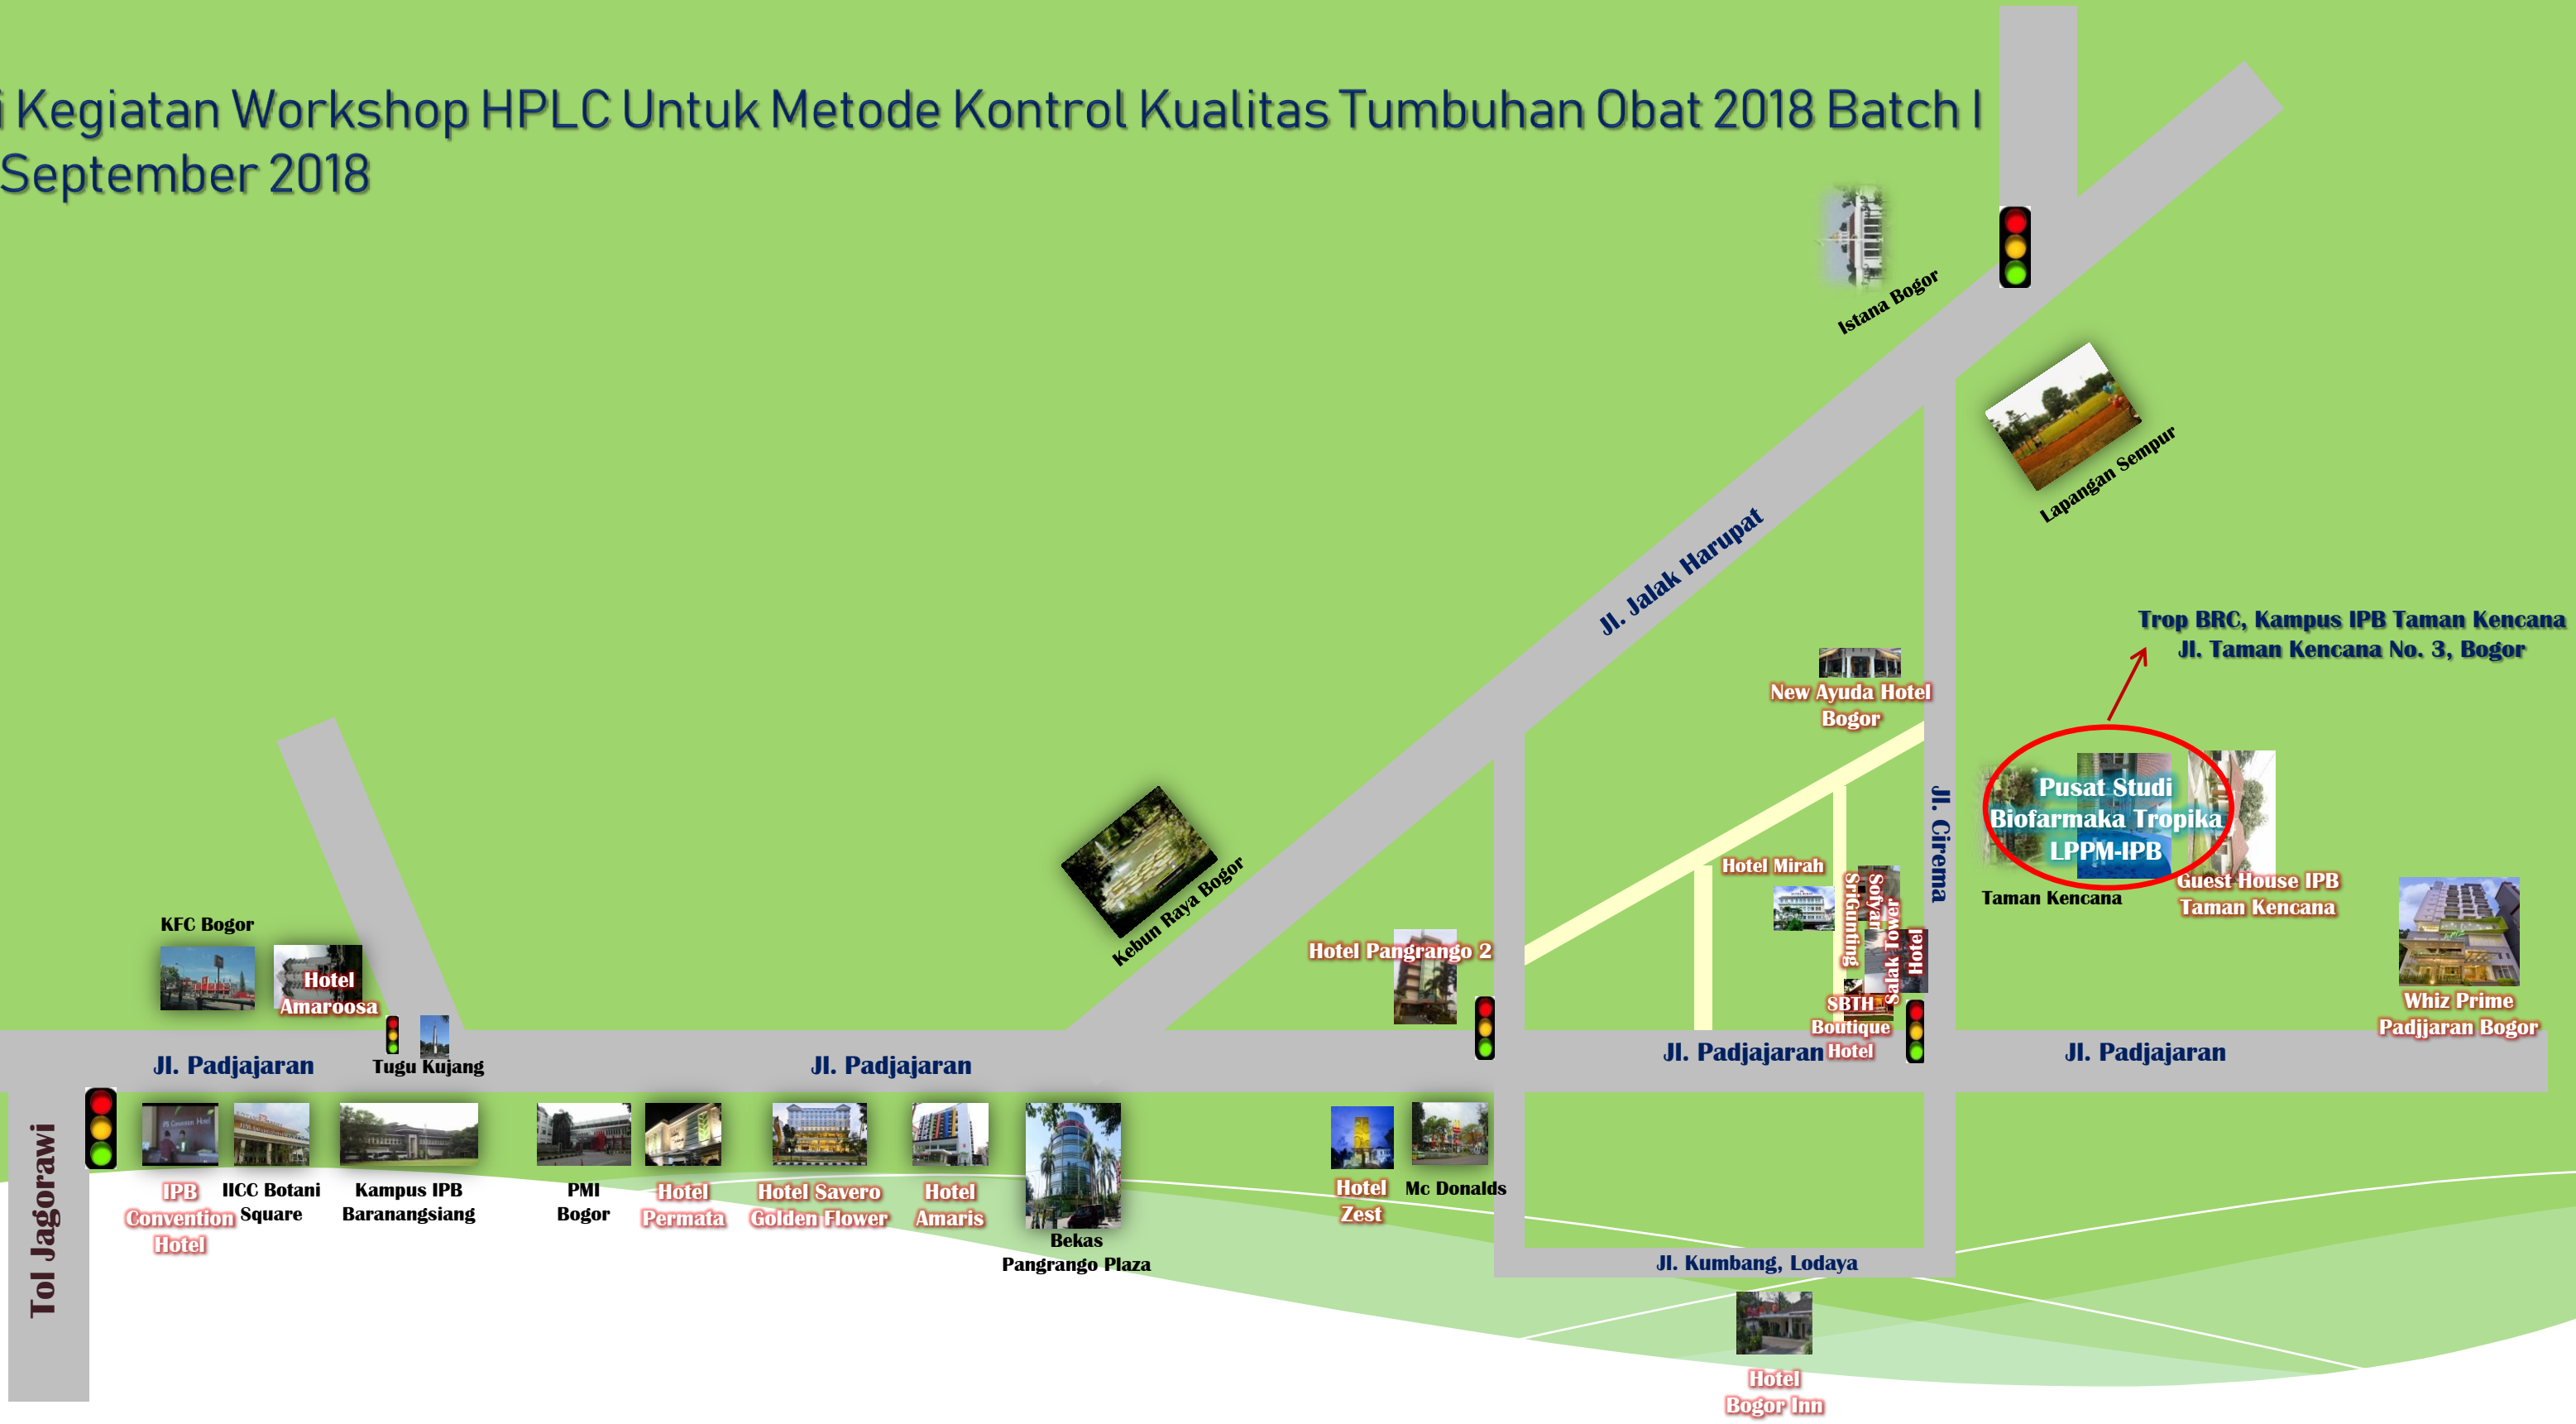 i Kegiatan Workshop HPLC Untuk Metode Kontrol Kualitas Tumbuhan Obat 2018 Batch I
September 2018
Istana Bogor
Lapangan Sempur
Jl. Jalak Harupat
Trop BRC, Kampus IPB Taman Kencana
Jl. Taman Kencana No. 3, Bogor
New Ayuda Hotel
Bogor
Jl. Cirema
Pusat Studi
Biofarmaka Tropika
LPPM-IPB
Taman Kencana
Guest House IPB
Taman Kencana
Whiz Prime
Padjjaran Bogor
Hotel Mirah
Sofyan
SriGunting
Salak Tower
Hotel
SBTH
Boutique
Hotel
Kebun Raya Bogor
Hotel Pangrango 2
KFC Bogor
Hotel
Amaroosa
Tugu Kujang
Jl. Padjajaran
Jl. Padjajaran
Jl. Padjajaran
Jl. Padjajaran
Tol Jagorawi
IPB
Convention
Hotel
IICC Botani
Square
Kampus IPB
Baranangsiang
PMI
Bogor
Hotel
Permata
Hotel Savero
Golden Flower
Hotel
Amaris
Bekas
Pangrango Plaza
Hotel
Zest
Mc Donalds
Jl. Kumbang, Lodaya
Hotel
Bogor Inn